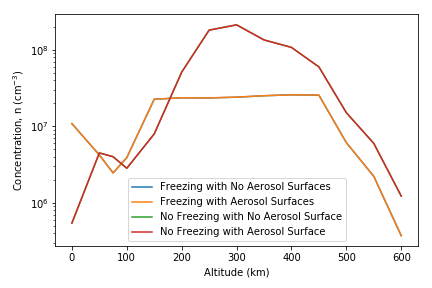 10⁸
10⁷
10⁶
Concentration, n (cm⁻³)
Freezing with No Aerosol Surfaces
Freezing with Aerosol Surfaces
No Freezing with No Aerosol Surface
No Freezing with Aerosol Surface
0 100 200 300 400 500 600
Altitude (km)